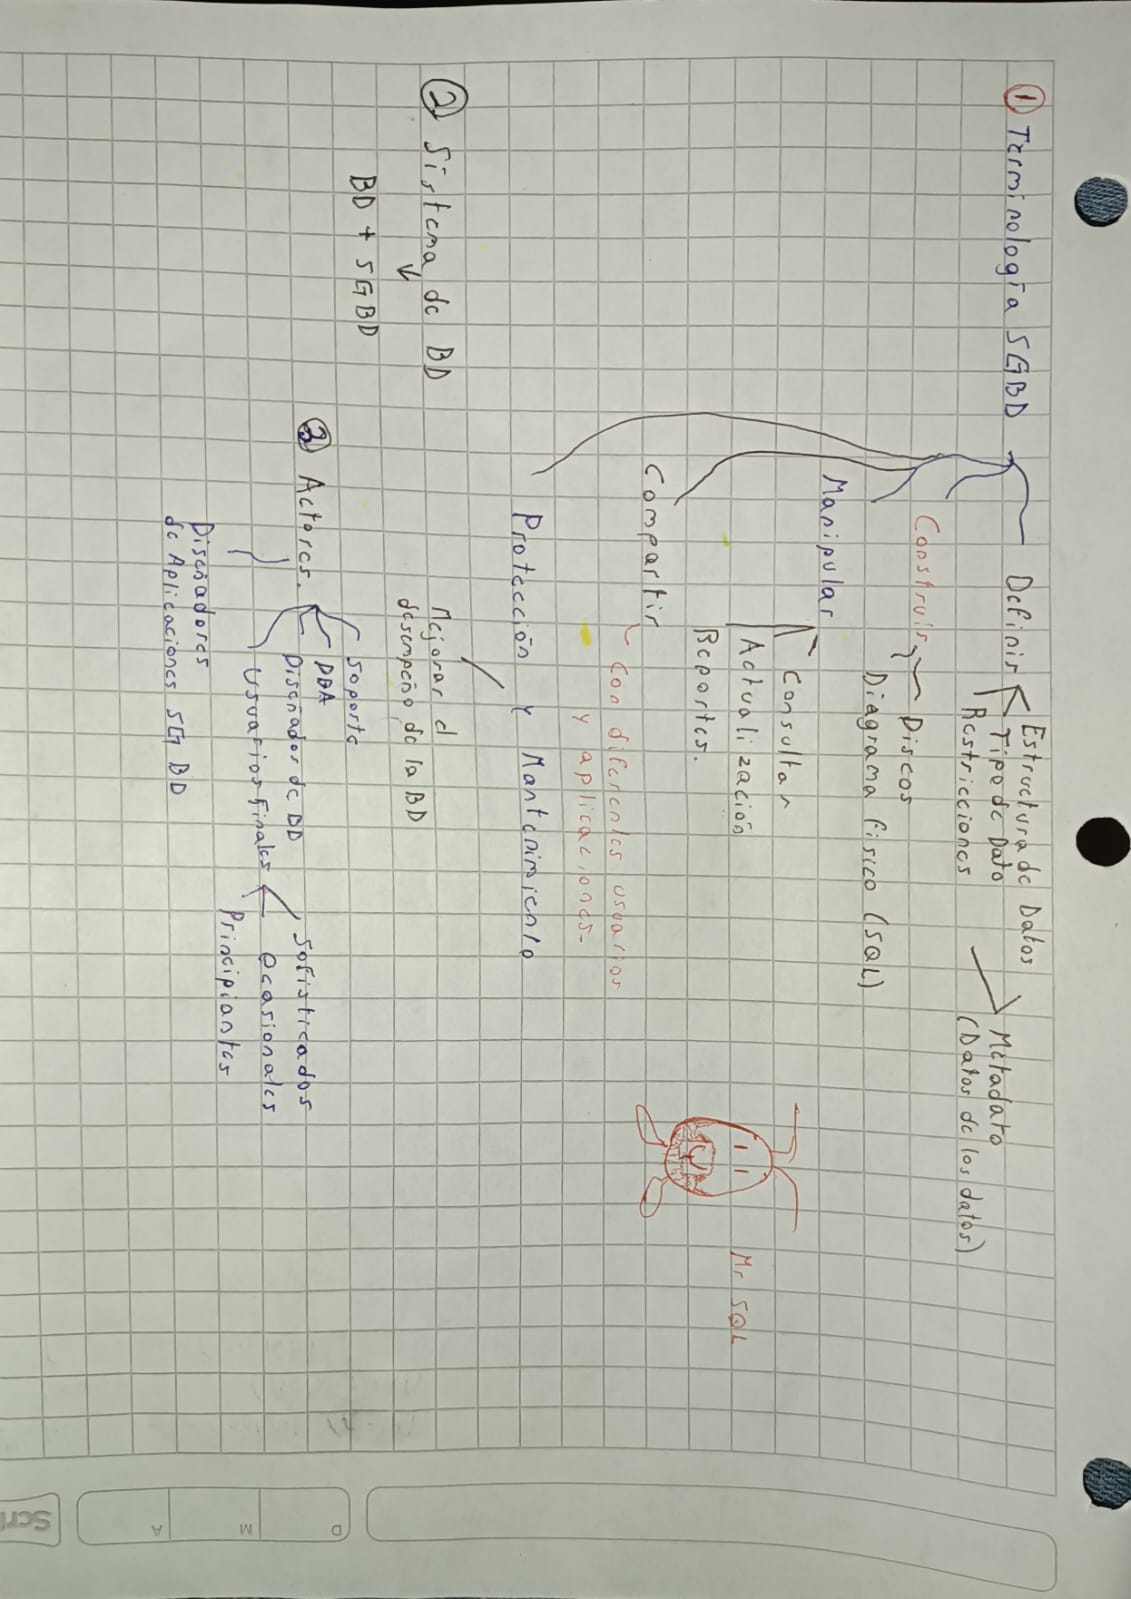 ① Terminología SGBD
Definir
Estructura de Datos
Tipo de Dato
Restricciones
Metadato
(Datos de los datos)
Construir
Discos
Diagrama físico (SQL)
Manipular
Consultar
Actualización
Reportes.
Compartir
Con diferentes usuarios
y aplicaciones.
Protección y Mantenimiento
Mejorar el
desempeño de la BD
Mr SQL
② Sistema de BD
BD + SGBD
③ Actores.
Soporte
DBA
Diseñador de BD
Usuarios Finales
Sofisticados
Ocasionales
Principiantes
Diseñadores
de Aplicaciones SGBD
D
M
A
Scri